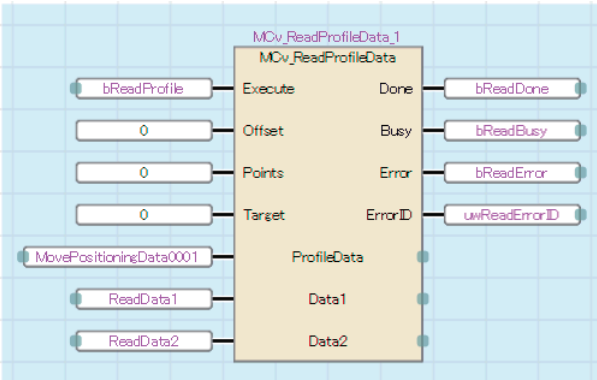 MCv_ReadProfileData_1
MCv_ReadProfileData
bReadProfile Execute Done bReadDone
0 Offset Busy bReadBusy
0 Points Error bReadError
0 Target ErrorID uwReadErrorID
MovePositioningData0001 ProfileData
ReadData1 Data1
ReadData2 Data2